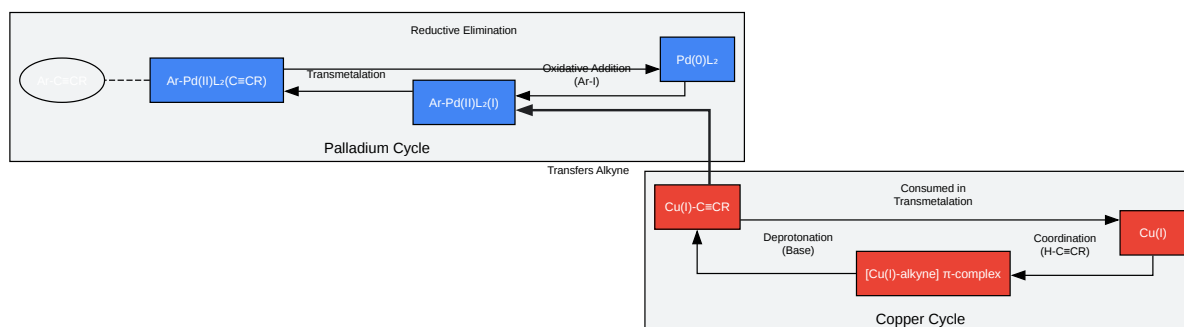 Reductive Elimination
Pd(0)L₂
Ar-C≡CR
Ar-Pd(II)L₂(C≡CR)
Transmetalation
Oxidative Addition
(Ar-I)
Ar-Pd(II)L₂(I)
Palladium Cycle
Transfers Alkyne
Cu(I)-C≡CR
Consumed in
Transmetalation
Cu(I)
Deprotonation
(Base)
Coordination
(H-C≡CR)
[Cu(I)-alkyne] π-complex
Copper Cycle